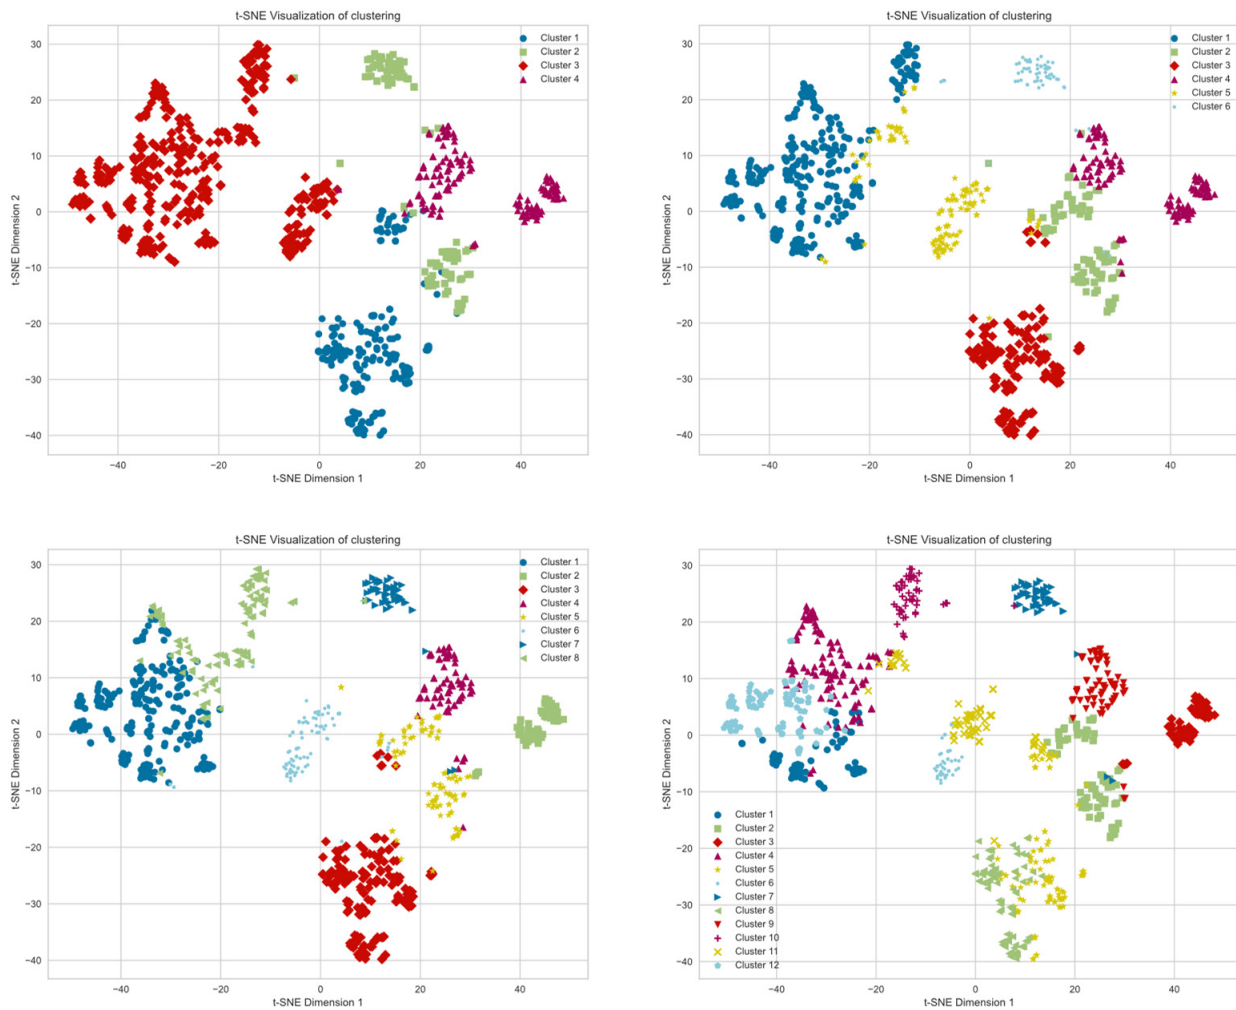 t-SNE Visualization of clustering
30
20
10
0
−10
−20
−30
−40
t-SNE Dimension 2
−40
−20
0
20
40
t-SNE Dimension 1
Cluster 1
Cluster 2
Cluster 3
Cluster 4
t-SNE Visualization of clustering
30
20
10
0
−10
−20
−30
−40
t-SNE Dimension 2
−40
−20
0
20
40
t-SNE Dimension 1
Cluster 1
Cluster 2
Cluster 3
Cluster 4
Cluster 5
Cluster 6
t-SNE Visualization of clustering
30
20
10
0
−10
−20
−30
−40
t-SNE Dimension 2
−40
−20
0
20
40
t-SNE Dimension 1
Cluster 1
Cluster 2
Cluster 3
Cluster 4
Cluster 5
Cluster 6
Cluster 7
Cluster 8
t-SNE Visualization of clustering
30
20
10
0
−10
−20
−30
−40
t-SNE Dimension 2
−40
−20
0
20
40
t-SNE Dimension 1
Cluster 1
Cluster 2
Cluster 3
Cluster 4
Cluster 5
Cluster 6
Cluster 7
Cluster 8
Cluster 9
Cluster 10
Cluster 11
Cluster 12